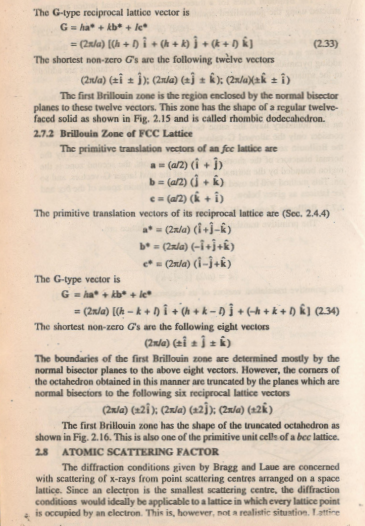 The G-type reciprocal lattice vector is
G = ha* + kb* + lc*
= (2π/a) [(h + l) î + (h + k) ĵ + (k + l) k̂] (2.33)
The shortest non-zero G's are the following twelve vectors
(2π/a) (±î ± ĵ); (2π/a) (±ĵ ± k̂); (2π/a)(±k̂ ± î)
The first Brillouin zone is the region enclosed by the normal bisector
planes to these twelve vectors. This zone has the shape of a regular twelve-
faced solid as shown in Fig. 2.15 and is called rhombic dodecahedron.
2.7.2 Brillouin Zone of FCC Lattice
The primitive translation vectors of an fcc lattice are
a = (a/2) (î + ĵ)
b = (a/2) (ĵ + k̂)
c = (a/2) (k̂ + î)
The primitive translation vectors of its reciprocal lattice are (Sec. 2.4.4)
a* = (2π/a) (î+ĵ-k̂)
b* = (2π/a) (-î+ĵ+k̂)
c* = (2π/a) (î-ĵ+k̂)
The G-type vector is
G = ha* + kb* + lc*
= (2π/a) [(h - k + l) î + (h + k - l) ĵ + (-h + k + l) k̂] (2.34)
The shortest non-zero G's are the following eight vectors
(2π/a) (±î ± ĵ ± k̂)
The boundaries of the first Brillouin zone are determined mostly by the
normal bisector planes to the above eight vectors. However, the corners of
the octahedron obtained in this manner are truncated by the planes which are
normal bisectors to the following six reciprocal lattice vectors
(2π/a) (±2î); (2π/a) (±2ĵ); (2π/a) (±2k̂)
The first Brillouin zone has the shape of the truncated octahedron as
shown in Fig. 2.16. This is also one of the primitive unit cells of a bcc lattice.
2.8 ATOMIC SCATTERING FACTOR
The diffraction conditions given by Bragg and Laue are concerned
with scattering of x-rays from point scattering centres arranged on a space
lattice. Since an electron is the smallest scattering centre, the diffraction
conditions would ideally be applicable to a lattice in which every lattice point
is occupied by an electron. This is, however, not a realistic situation. Lattice